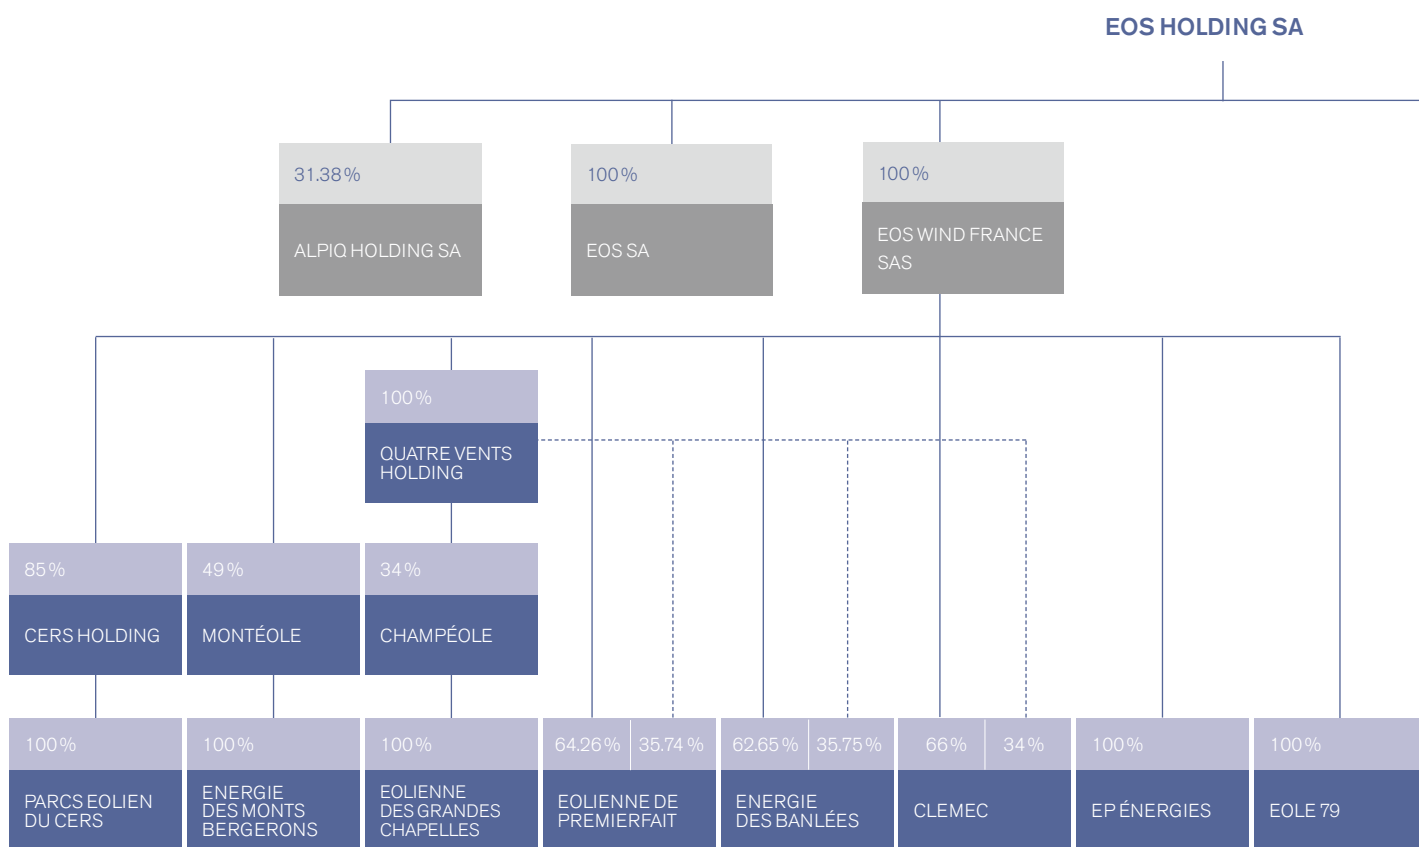 EOS HOLDING SA
31.38%
ALPIQ HOLDING SA
100%
EOS SA
100%
EOS WIND FRANCE
SAS
100%
QUATRE VENTS
HOLDING
85%
CERS HOLDING
49%
MONTÉOLE
34%
CHAMPÉOLE
100%
PARCS EOLIEN
DU CERS
100%
ENERGIE
DES MONTS
BERGERONS
100%
EOLIENNE
DES GRANDES
CHAPELLES
64.26% 35.74 %
EOLIENNE DE
PREMIERFAIT
62.65% 35.75%
ENERGIE
DES BANLÉES
66% 34%
CLEMEC
100%
EP ÉNERGIES
100%
EOLE 79